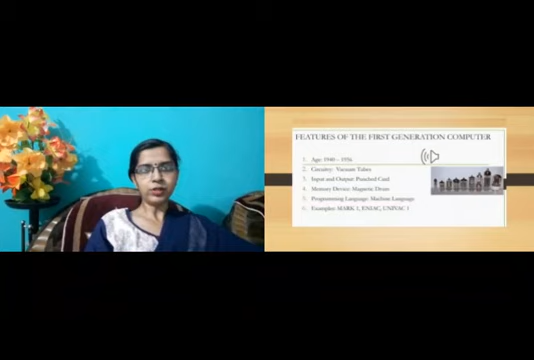 FEATURES OF THE FIRST GENERATION COMPUTER
1. Age: 1940 – 1956
2. Circuitry: Vacuum Tubes
3. Input and Output: Punched Card
4. Memory Device: Magnetic Drum
5. Programming Language: Machine Language
6. Examples: MARK 1, ENIAC, UNIVAC 1